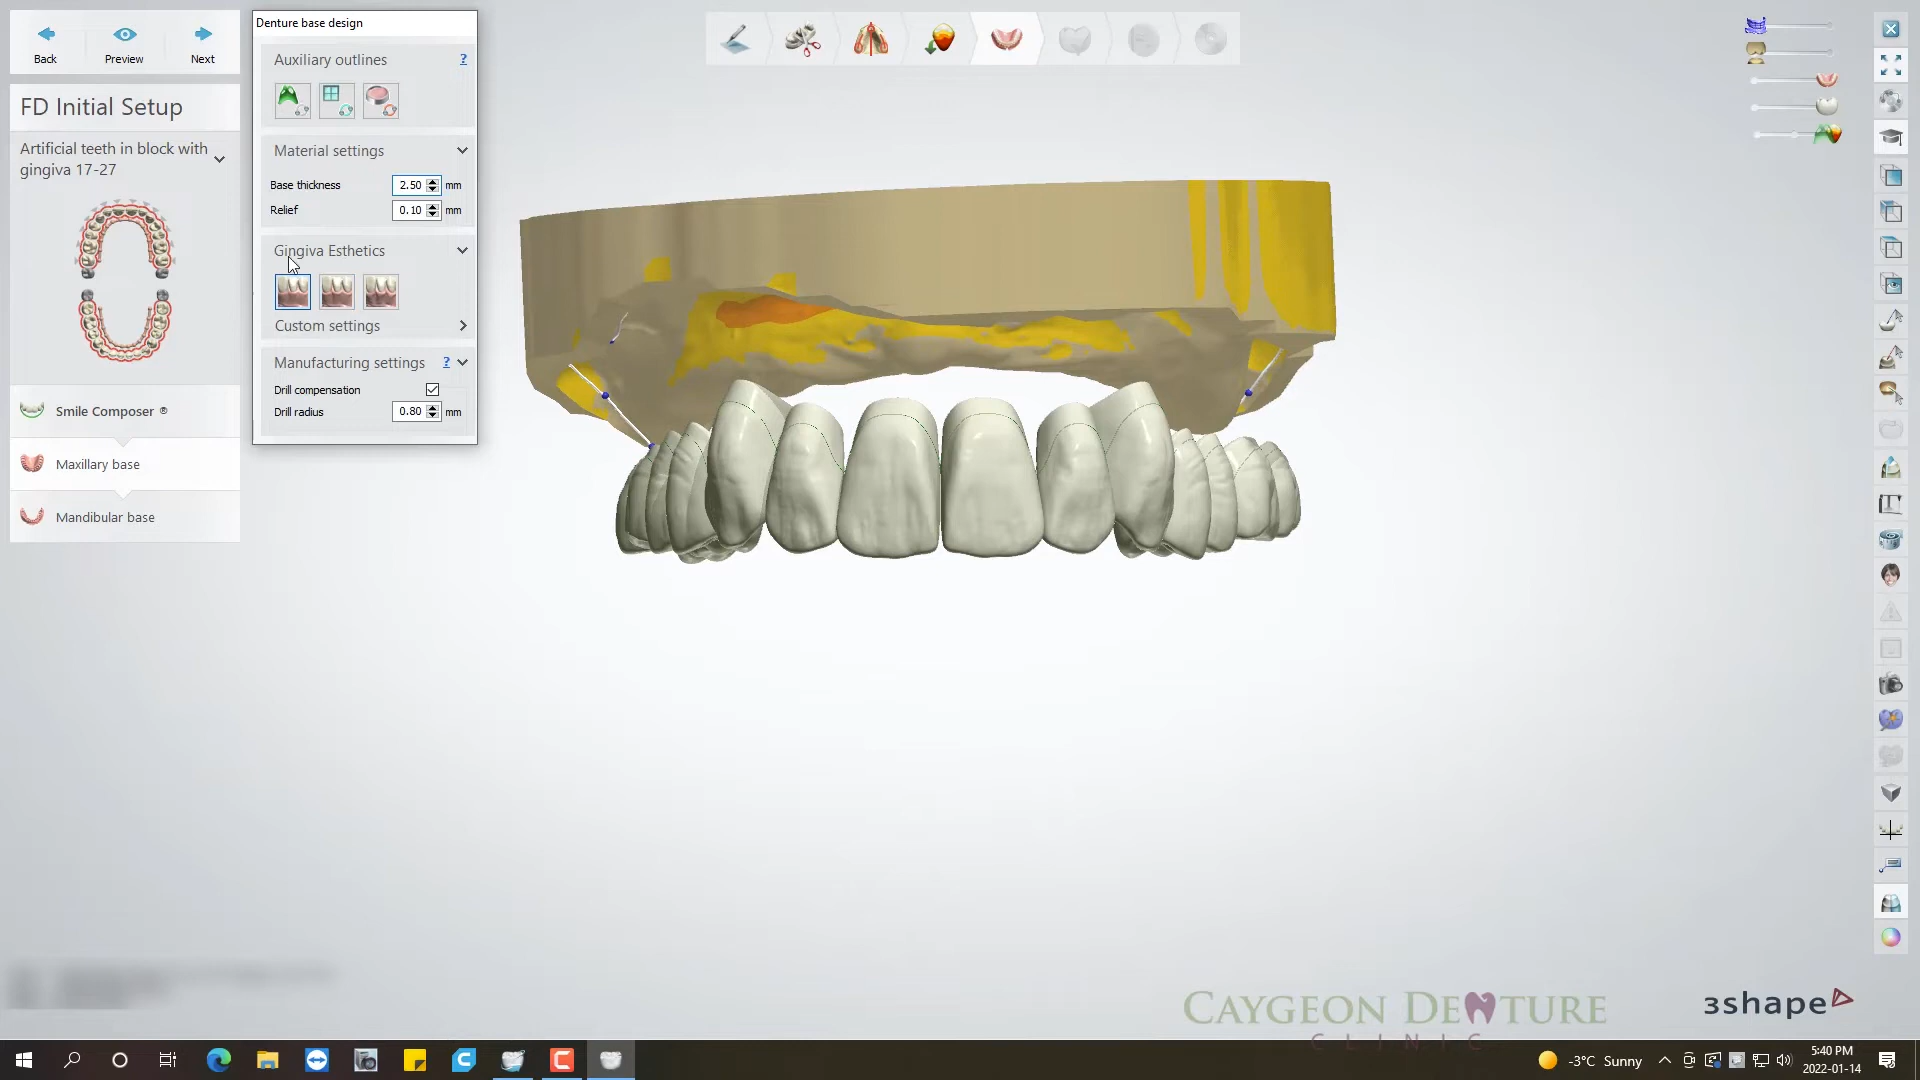 Back
Preview
Next
FD Initial Setup
Artificial teeth in block with
gingiva 17-27
Smile Composer ®
Maxillary base
Mandibular base
Denture base design
Auxiliary outlines ?
Material settings
Base thickness 2.50 mm
Relief 0.10 mm
Gingiva Esthetics
Custom settings
Manufacturing settings ?
Drill compensation
Drill radius 0.80 mm
CAYGEON DENTURE
CLINIC
3shape
-3°C Sunny
5:40 PM
2022-01-14